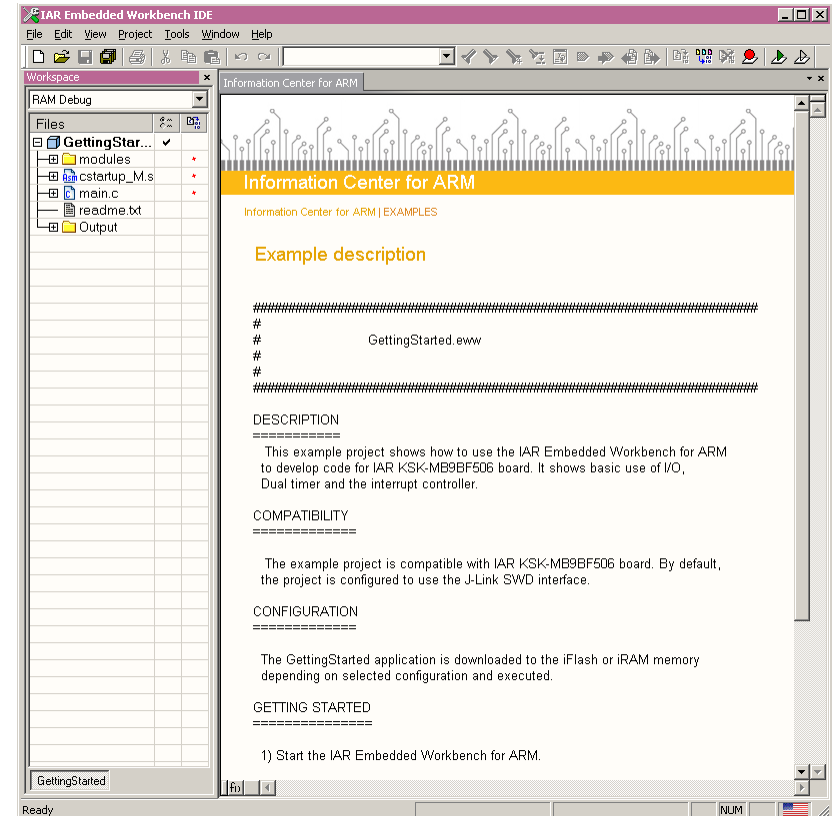 IAR Embedded Workbench IDE
File Edit View Project Tools Window Help
Workspace
RAM Debug
Files
GettingStar...
modules
cstartup_M.s
main.c
readme.txt
Output
GettingStarted
Information Center for ARM
Information Center for ARM
Information Center for ARM | EXAMPLES
Example description
###############################################################################
#
# GettingStarted.eww
#
#
###############################################################################
DESCRIPTION
===========
This example project shows how to use the IAR Embedded Workbench for ARM
to develop code for IAR KSK-MB9BF506 board. It shows basic use of I/O,
Dual timer and the interrupt controller.
COMPATIBILITY
=============
The example project is compatible with IAR KSK-MB9BF506 board. By default,
the project is configured to use the J-Link SWD interface.
CONFIGURATION
=============
The GettingStarted application is downloaded to the iFlash or iRAM memory
depending on selected configuration and executed.
GETTING STARTED
===============
1) Start the IAR Embedded Workbench for ARM.
Ready
NUM